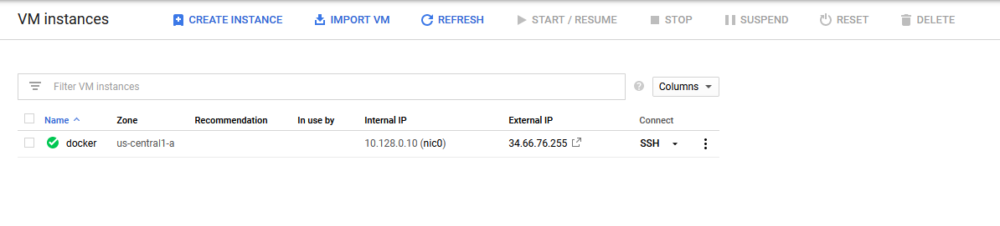 VM instances CREATE INSTANCE IMPORT VM REFRESH START / RESUME STOP SUSPEND RESET DELETE
Filter VM instances ? Columns
Name Zone Recommendation In use by Internal IP External IP Connect
docker us-central1-a 10.128.0.10 (nic0) 34.66.76.255 SSH